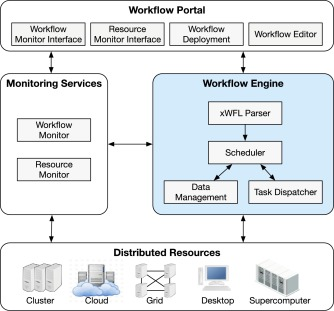 Workflow Portal
Workflow
Monitor Interface
Resource
Monitor Interface
Workflow
Deployment
Workflow Editor
Monitoring Services
Workflow
Monitor
Resource
Monitor
Workflow Engine
xWFL Parser
Scheduler
Data
Management
Task Dispatcher
Distributed Resources
Cluster
Cloud
Grid
Desktop
Supercomputer